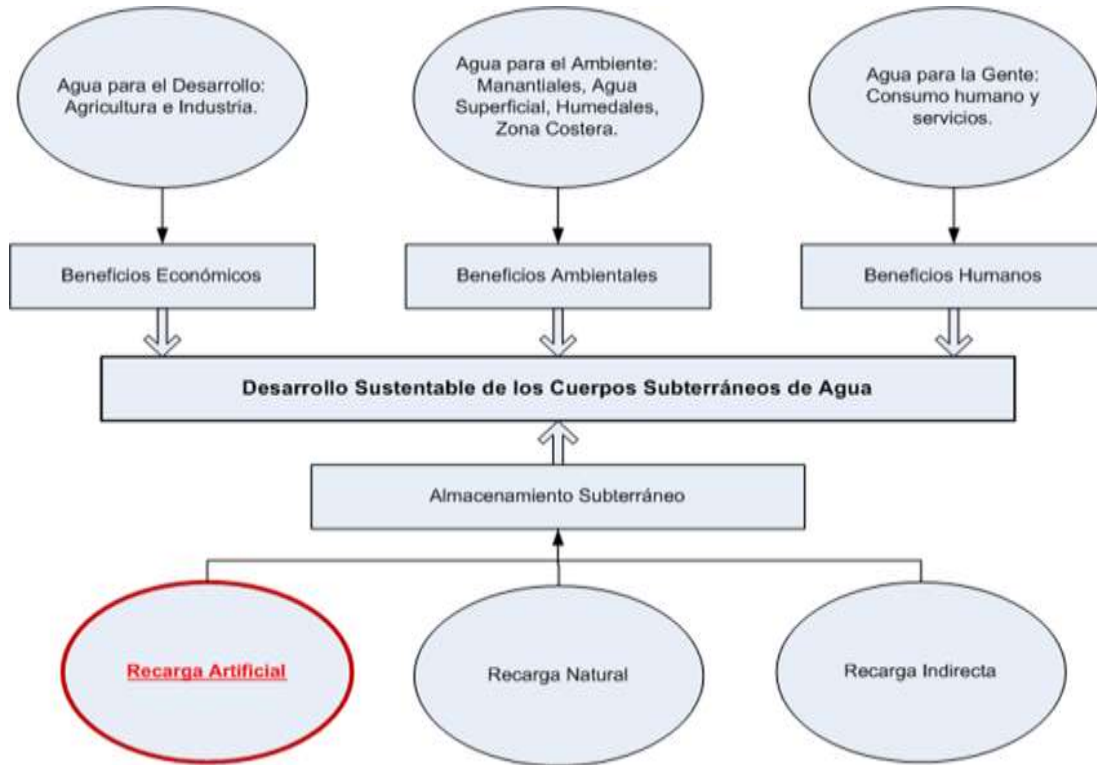 Agua para el Desarrollo:
Agricultura e Industria.
Agua para el Ambiente:
Manantiales, Agua
Superficial, Humedales,
Zona Costera.
Agua para la Gente:
Consumo humano y
servicios.
Beneficios Económicos
Beneficios Ambientales
Beneficios Humanos
Desarrollo Sustentable de los Cuerpos Subterráneos de Agua
Almacenamiento Subterráneo
Recarga Artificial
Recarga Natural
Recarga Indirecta